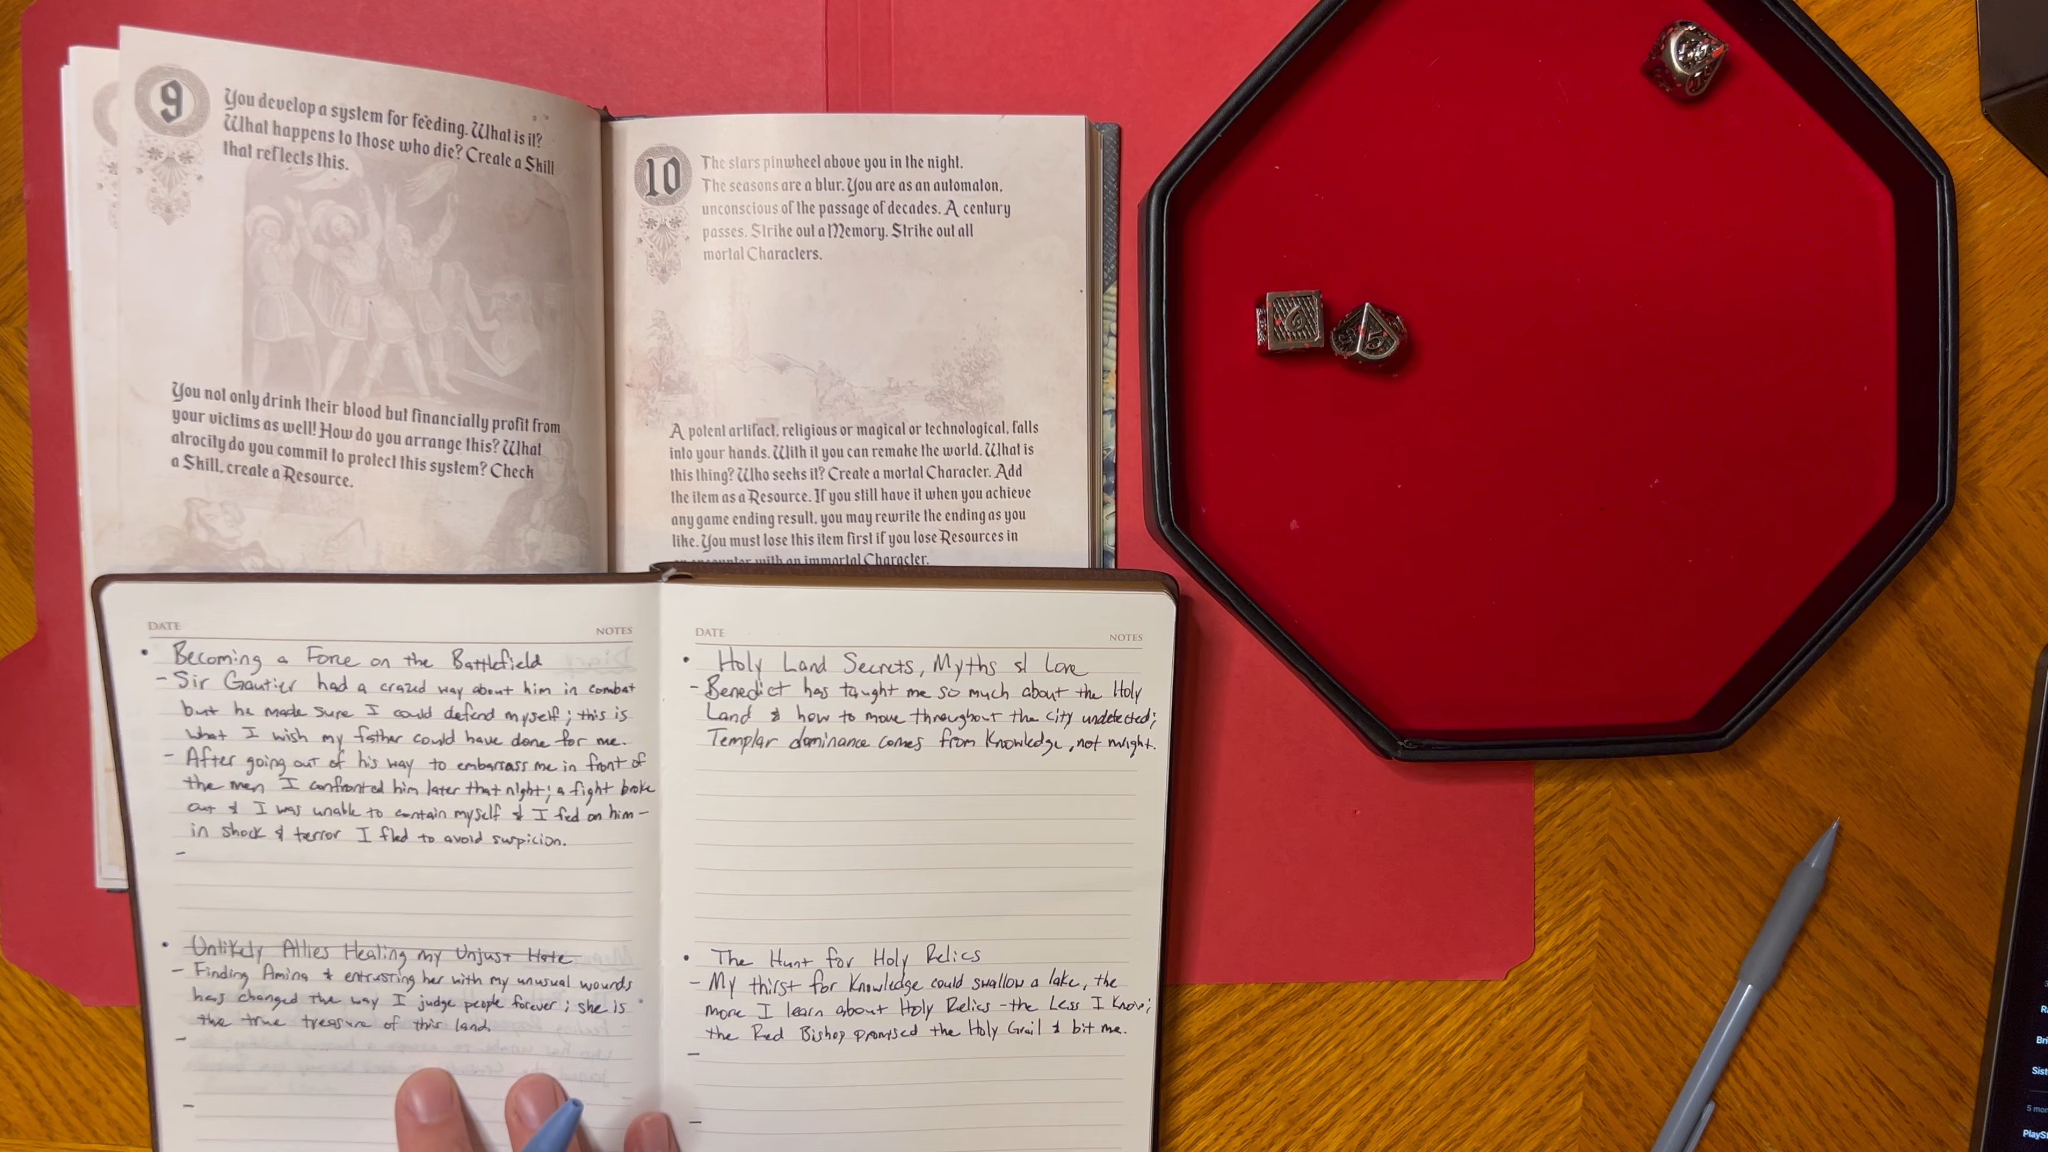 9
You develop a system for feeding. What is it?
What happens to those who die? Create a Skill
that reflects this.
You not only drink their blood but financially profit from
your victims as well! How do you arrange this? What
atrocity do you commit to protect this system? Check
a Skill, create a Resource.
10
The stars pinwheel above you in the night.
The seasons are a blur. You are as an automaton,
unconscious of the passage of decades. A century
passes. Strike out a Memory. Strike out all
mortal Characters.
A potent artifact, religious or magical or technological, falls
into your hands. With it you can remake the world. What is
this thing? Who seeks it? Create a mortal Character. Add
the item as a Resource. If you still have it when you achieve
any game ending result, you may rewrite the ending as you
like. You must lose this item first if you lose Resources in
an encounter with an immortal Character.
DATE NOTES
• Becoming a Force on the Battlefield
- Sir Gautier had a crazed way about him in combat
but he made sure I could defend myself; this is
what I wish my father could have done for me.
- After going out of his way to embarrass me in front of
the men I confronted him later that night; a fight broke
out & I was unable to contain myself & I fed on him -
in shock & terror I fled to avoid suspicion.
-
• Unlikely Allies Healing my Unjust Hate
- Finding Amina & entrusting her with my unusual wounds
has changed the way I judge people forever; she is
the true treasure of this land.
-
-
DATE NOTES
• Holy Land Secrets, Myths & Lore
- Benedict has taught me so much about the Holy
Land & how to move throughout the city undetected;
Templar dominance comes from Knowledge, not might.
• The Hunt for Holy Relics
- My thirst for Knowledge could swallow a lake, the
more I learn about Holy Relics - the Less I Know;
the Red Bishop promised the Holy Grail & bit me.
-
-
6
5
Bri
Sist
5 mon
PlaySt